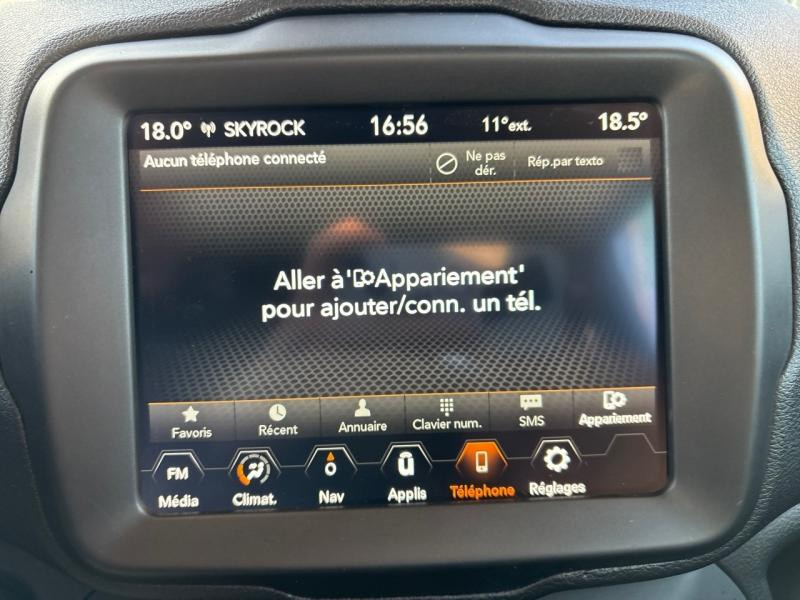 18.0° SKYROCK 16:56 11°ext. 18.5°
Aucun téléphone connecté Ne pas dér. Rép.par texto
Aller à 'Appariement'
pour ajouter/conn. un tél.
Favoris Récent Annuaire Clavier num. SMS Appariement
FM
Média Climat. Nav Applis Téléphone Réglages